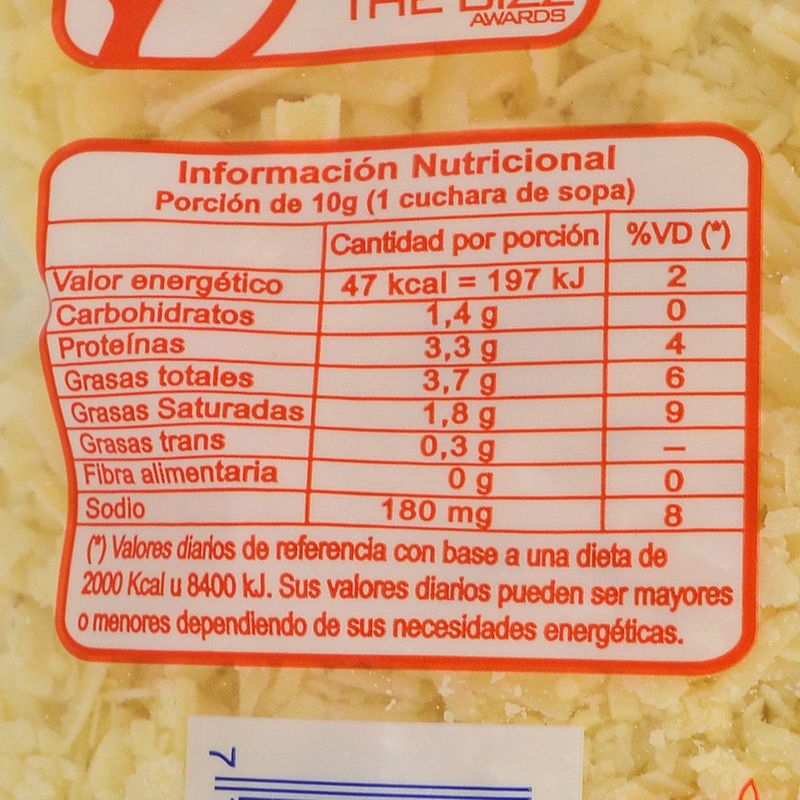 THE BIZZ
AWARDS
Información Nutricional
Porción de 10g (1 cuchara de sopa)
Cantidad por porción %VD (*)
Valor energético 47 kcal = 197 kJ 2
Carbohidratos 1,4 g 0
Proteínas 3,3 g 4
Grasas totales 3,7 g 6
Grasas Saturadas 1,8 g 9
Grasas trans 0,3 g –
Fibra alimentaria 0 g 0
Sodio 180 mg 8
(*) Valores diarios de referencia con base a una dieta de
2000 Kcal u 8400 kJ. Sus valores diarios pueden ser mayores
o menores dependiendo de sus necesidades energéticas.
7